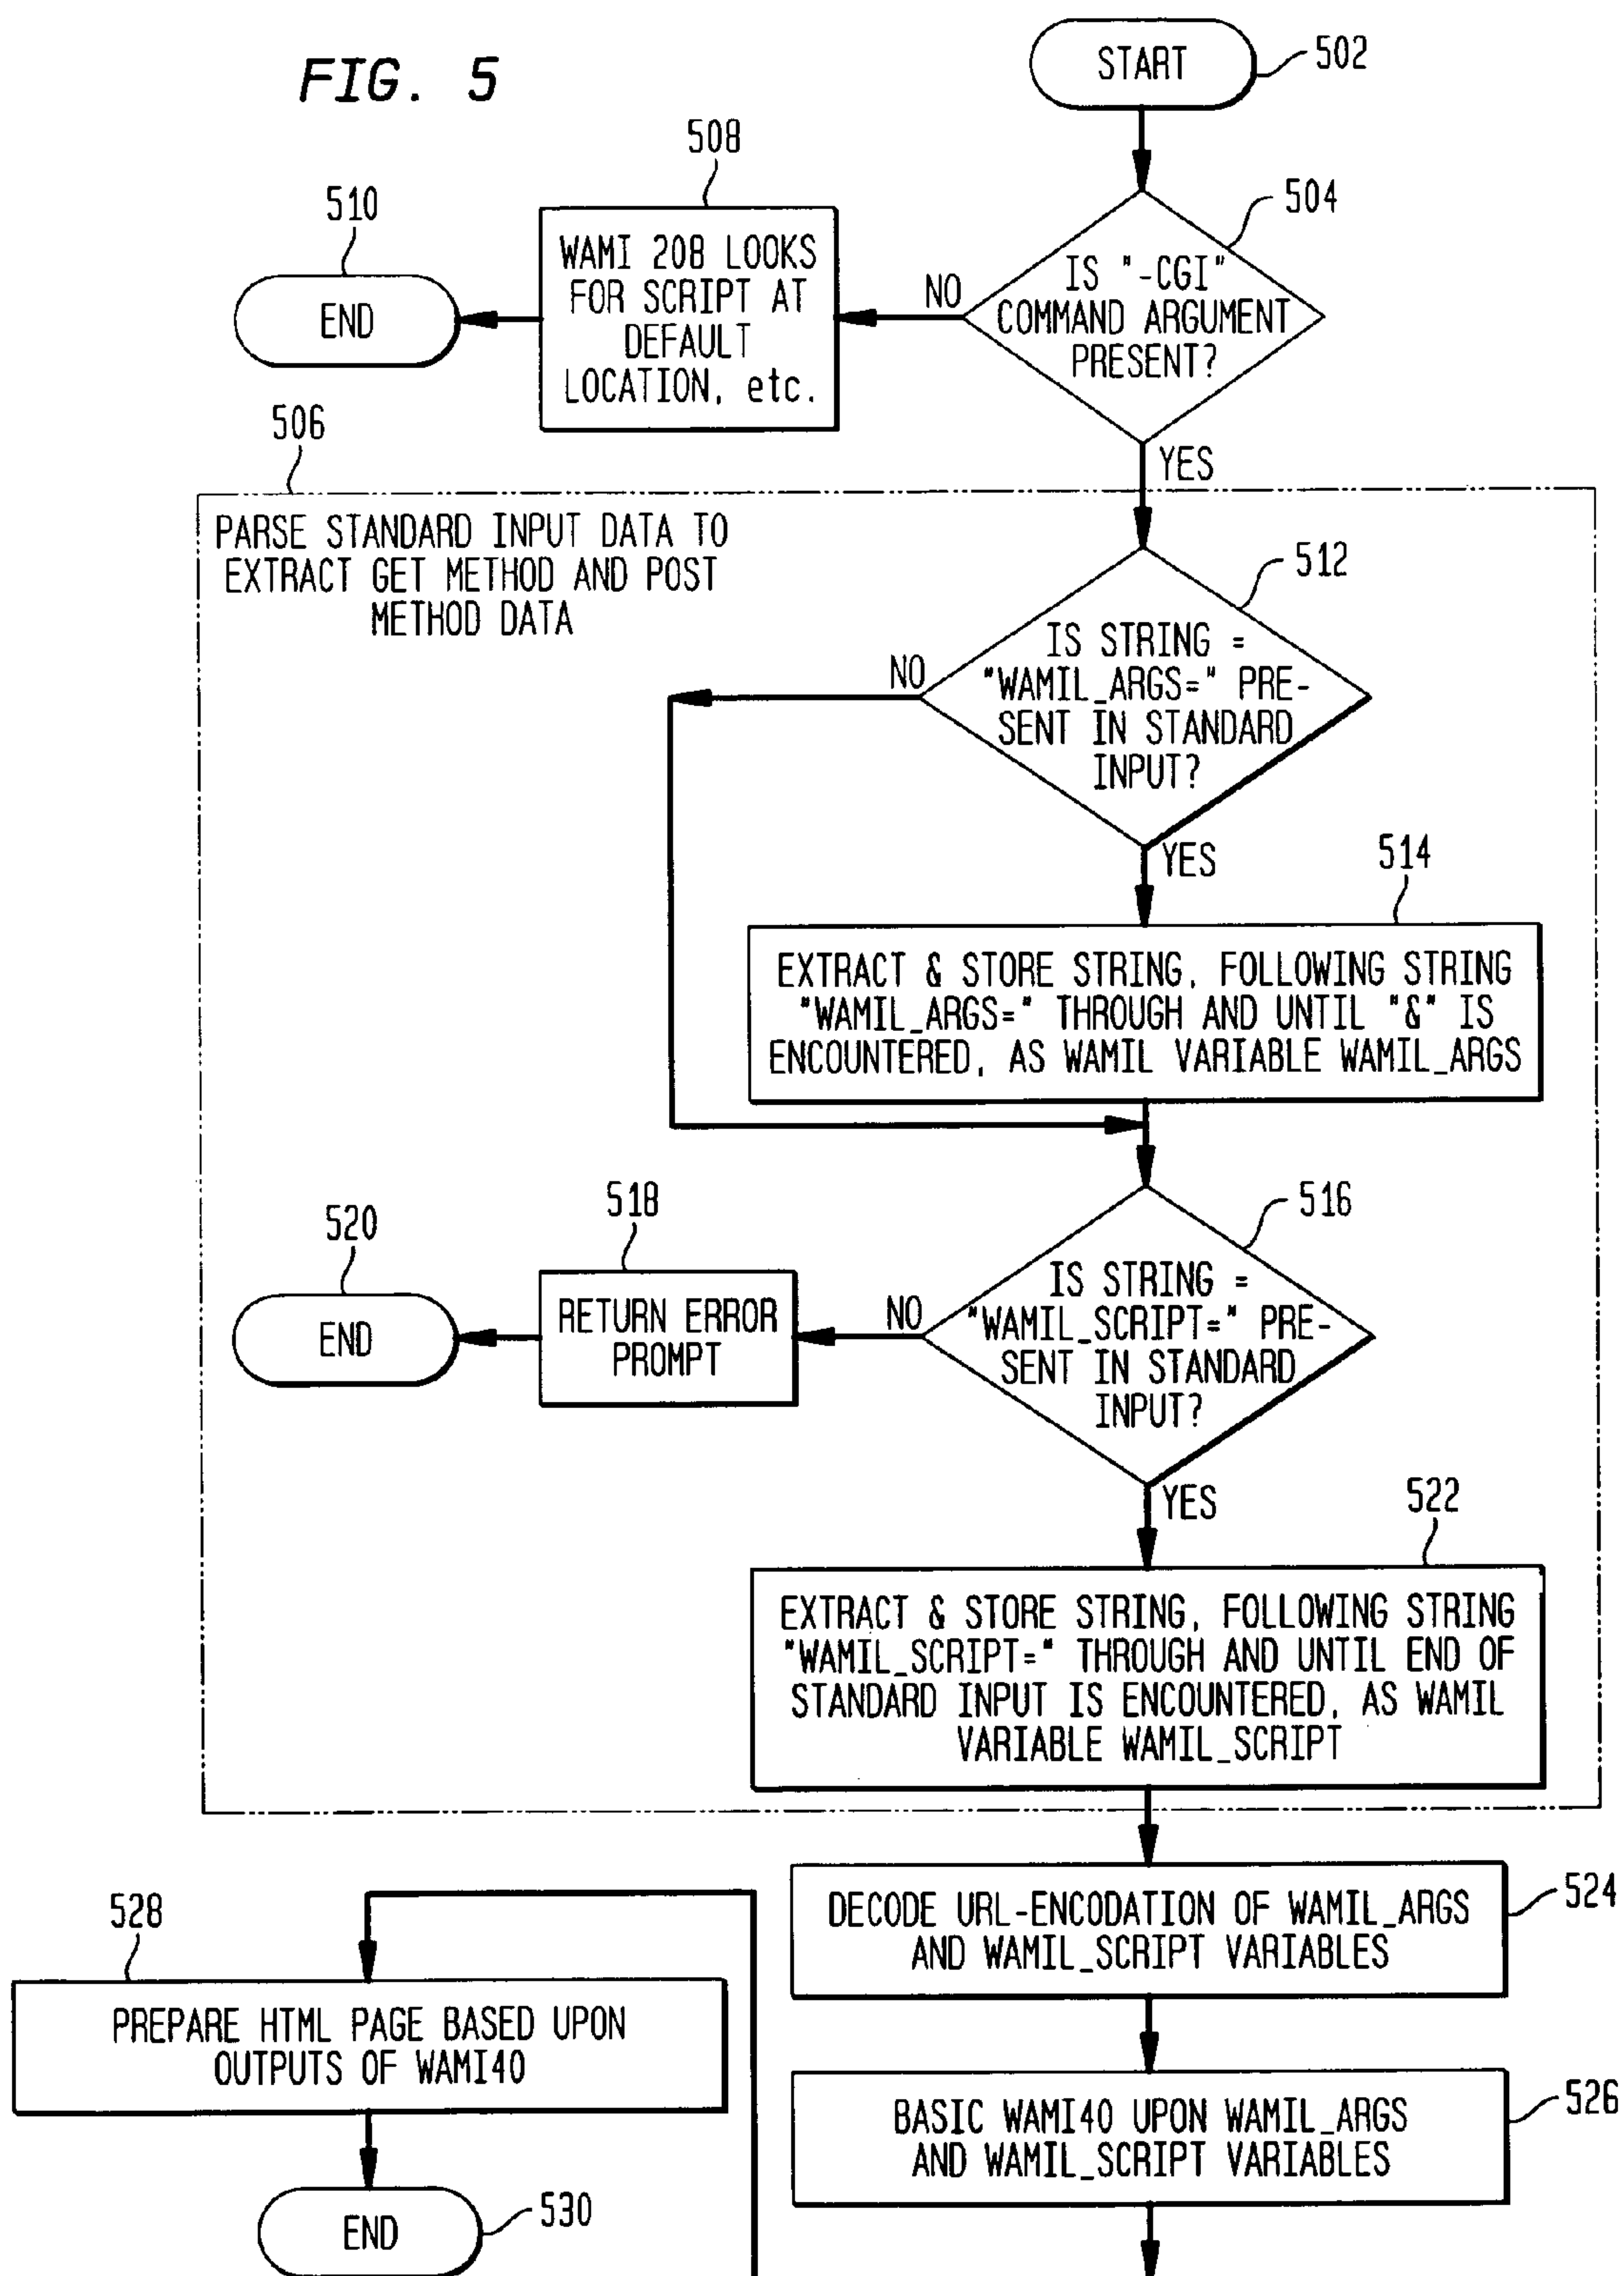 FIG. 5
START
502
504
IS "-CGI"
COMMAND ARGUMENT
PRESENT?
NO
508
WAMI 208 LOOKS
FOR SCRIPT AT
DEFAULT
LOCATION, etc.
510
END
YES
506
PARSE STANDARD INPUT DATA TO
EXTRACT GET METHOD AND POST
METHOD DATA
512
IS STRING =
"WAMIL_ARGS=" PRE-
SENT IN STANDARD
INPUT?
NO
YES
514
EXTRACT & STORE STRING, FOLLOWING STRING
"WAMIL_ARGS=" THROUGH AND UNTIL "&" IS
ENCOUNTERED, AS WAMIL VARIABLE WAMIL_ARGS
516
IS STRING =
"WAMIL_SCRIPT=" PRE-
SENT IN STANDARD
INPUT?
NO
518
RETURN ERROR
PROMPT
520
END
YES
522
EXTRACT & STORE STRING, FOLLOWING STRING
"WAMIL_SCRIPT=" THROUGH AND UNTIL END OF
STANDARD INPUT IS ENCOUNTERED, AS WAMIL
VARIABLE WAMIL_SCRIPT
524
DECODE URL-ENCODATION OF WAMIL_ARGS
AND WAMIL_SCRIPT VARIABLES
526
BASIC WAMI40 UPON WAMIL_ARGS
AND WAMIL_SCRIPT VARIABLES
528
PREPARE HTML PAGE BASED UPON
OUTPUTS OF WAMI40
END
530